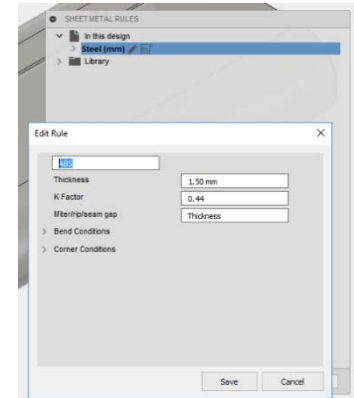 SHEET METAL RULES
In this design
Steel (mm)
Library
Edit Rule
ABS
Thickness
1.50 mm
K Factor
0.44
Miter/rip/seam gap
Thickness
Bend Conditions
Corner Conditions
Save
Cancel